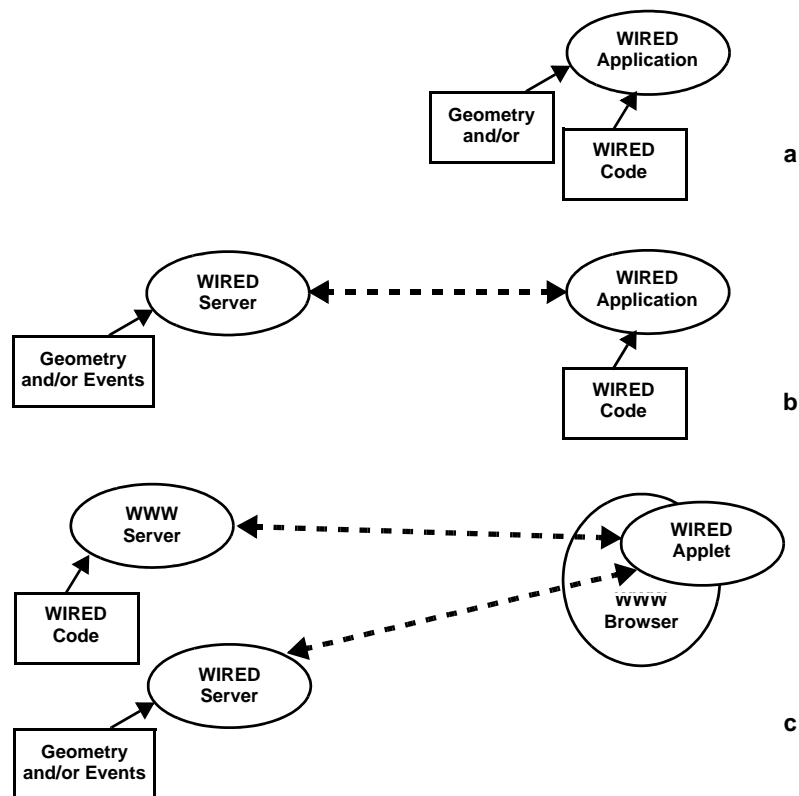 WIRED
Application
Geometry
and/or
WIRED
Code
a
WIRED
Server
WIRED
Application
Geometry
and/or Events
WIRED
Code
b
WWW
Server
WIRED
Applet
WIRED
Code
WWW
Browser
WIRED
Server
Geometry
and/or Events
c